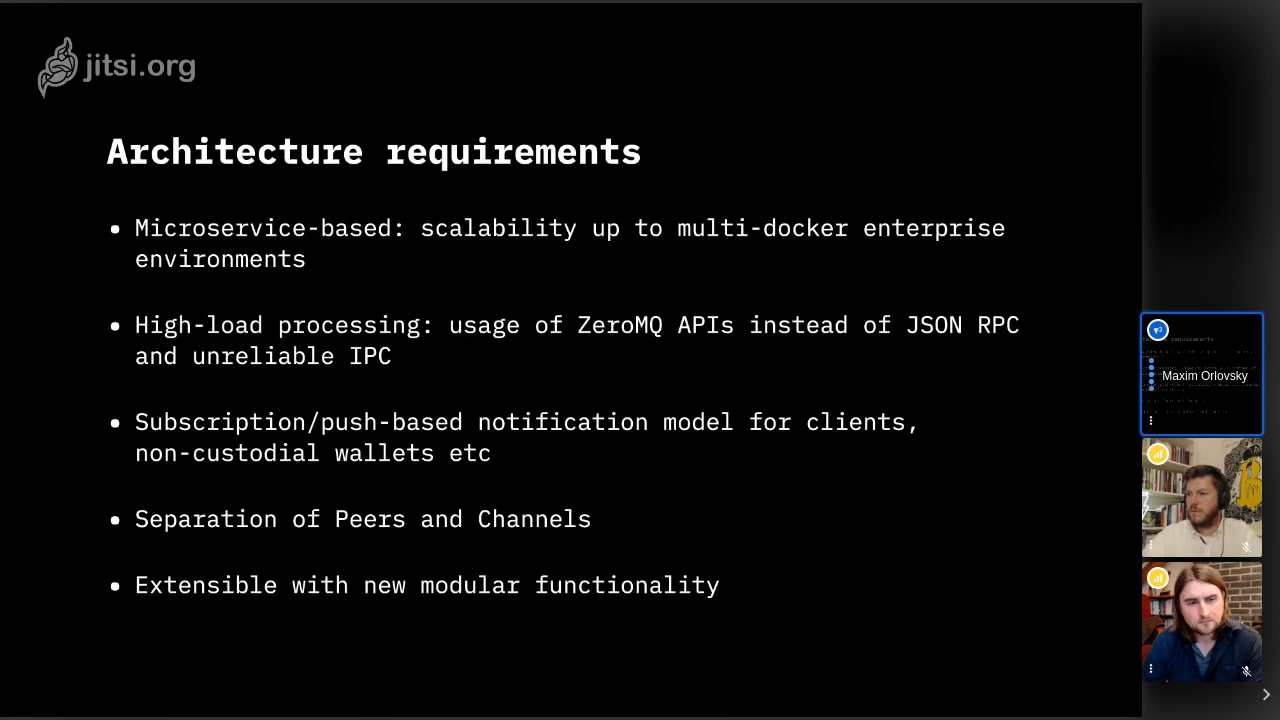 jitsi.org
Architecture requirements
• Microservice-based: scalability up to multi-docker enterprise
environments
• High-load processing: usage of ZeroMQ APIs instead of JSON RPC
and unreliable IPC
• Subscription/push-based notification model for clients,
non-custodial wallets etc
• Separation of Peers and Channels
• Extensible with new modular functionality
Maxim Orlovsky